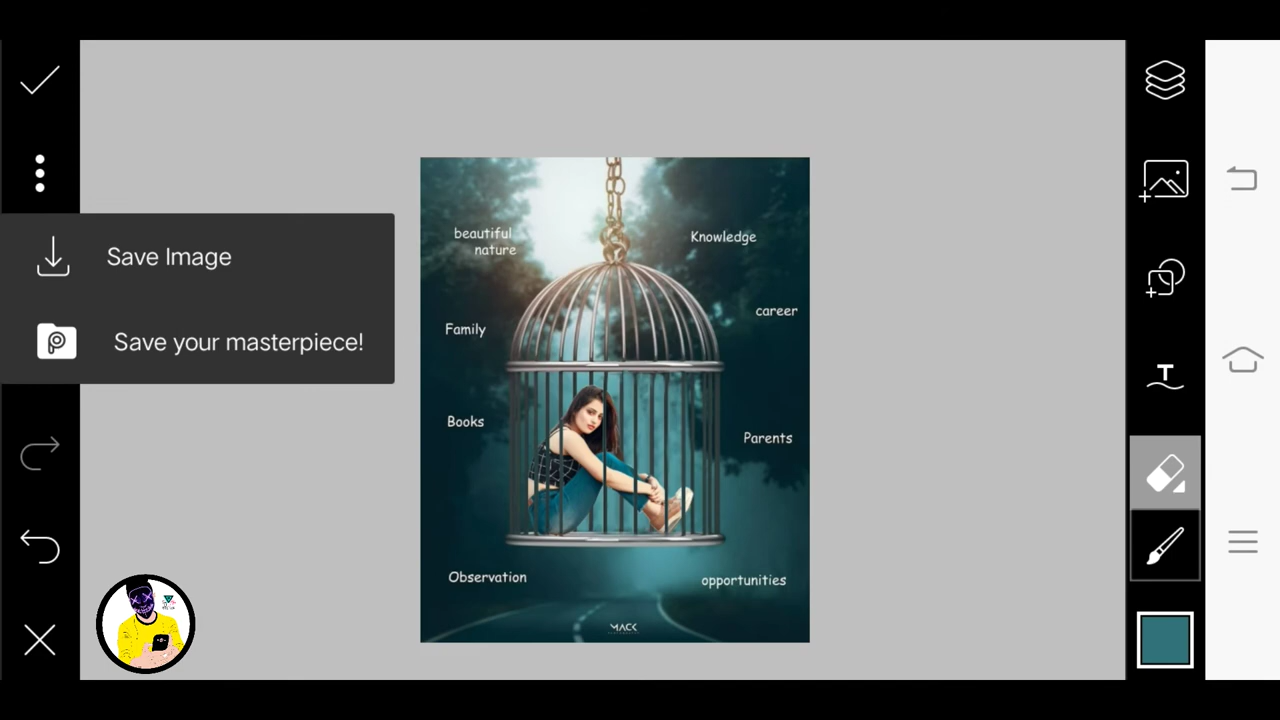 Save Image
Save your masterpiece!
beautiful
nature
Knowledge
career
Family
Books
Parents
Observation
opportunities
MACK
T